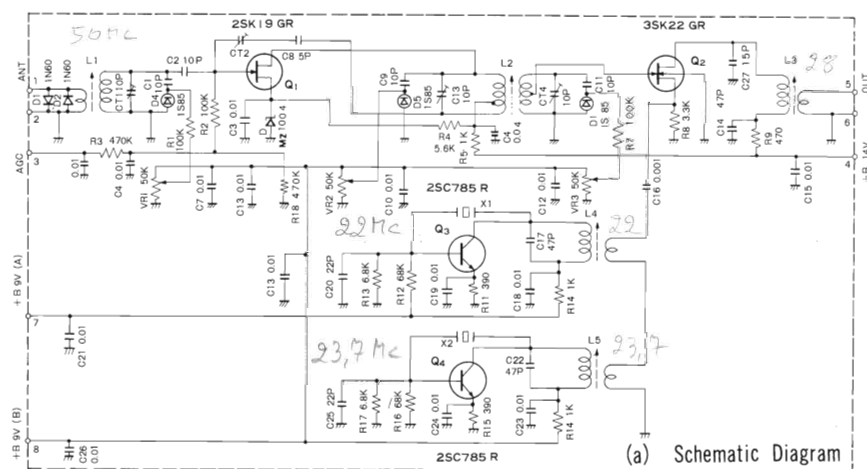 50 Mc
2SK19 GR
3SK22 GR
ANT
1
2
1N60
1N60
D1
D2
L1
CT1 10P
C1 10P
D4 1S85
C2 10P
R1 100K
R2 100K
CT2
C8 5P
Q1
C3 0.01
D
C9 10P
D5 1S85
C13 10P
L2
CT4 10P
C11 10P
D1 1S 85
R7 100K
Q2
C27 15P
L3
28
5
OUT
6
R8 3.3K
47P
C14
R9 470
R3 470K
AGC
3
0.01
C4 0.01
VR1 50K
C7 0.01
C13 0.01
R18 470K
VR2 50K
C10 0.01
R4 5.6K
R5 1K
C4 0.04
C12 0.01
VR3 50K
C16 0.001
C15 0.01
4
+B 14V
2SC785 R
22 Mc
X1
Q3
C17 47P
L4
22
C13 0.01
C20 22P
R13 6.8K
R12 68K
C19 0.01
R11 390
C18 0.01
R14 1K
+B 9V (A)
7
C21 0.01
23,7 Mc
X2
Q4
C22 47P
L5
23,7
C25 22P
R17 6.8K
R16 68K
C24 0.01
R15 390
C23 0.01
R14 1K
+B 9V (B)
8
C26 0.01
2SC785 R
(a) Schematic Diagram